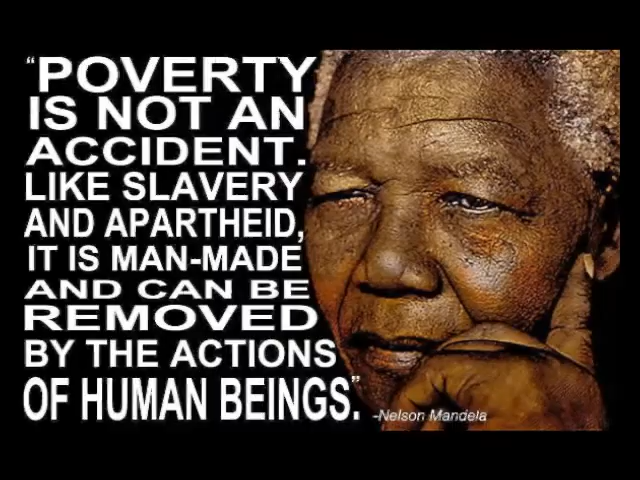 “POVERTY
IS NOT AN
ACCIDENT.
LIKE SLAVERY
AND APARTHEID,
IT IS MAN-MADE
AND CAN BE
REMOVED
BY THE ACTIONS
OF HUMAN BEINGS.”
-Nelson Mandela